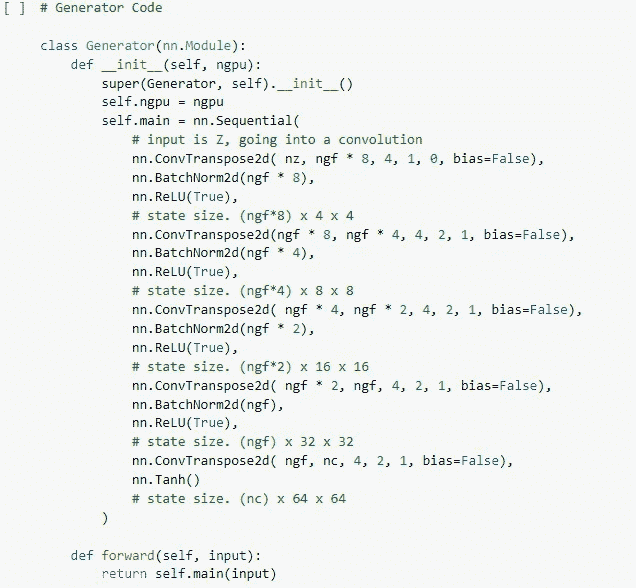 [ ] # Generator Code
class Generator(nn.Module):
def __init__(self, ngpu):
super(Generator, self).__init__()
self.ngpu = ngpu
self.main = nn.Sequential(
# input is Z, going into a convolution
nn.ConvTranspose2d( nz, ngf * 8, 4, 1, 0, bias=False),
nn.BatchNorm2d(ngf * 8),
nn.ReLU(True),
# state size. (ngf*8) x 4 x 4
nn.ConvTranspose2d(ngf * 8, ngf * 4, 4, 2, 1, bias=False),
nn.BatchNorm2d(ngf * 4),
nn.ReLU(True),
# state size. (ngf*4) x 8 x 8
nn.ConvTranspose2d( ngf * 4, ngf * 2, 4, 2, 1, bias=False),
nn.BatchNorm2d(ngf * 2),
nn.ReLU(True),
# state size. (ngf*2) x 16 x 16
nn.ConvTranspose2d( ngf * 2, ngf, 4, 2, 1, bias=False),
nn.BatchNorm2d(ngf),
nn.ReLU(True),
# state size. (ngf) x 32 x 32
nn.ConvTranspose2d( ngf, nc, 4, 2, 1, bias=False),
nn.Tanh()
# state size. (nc) x 64 x 64
)
def forward(self, input):
return self.main(input)